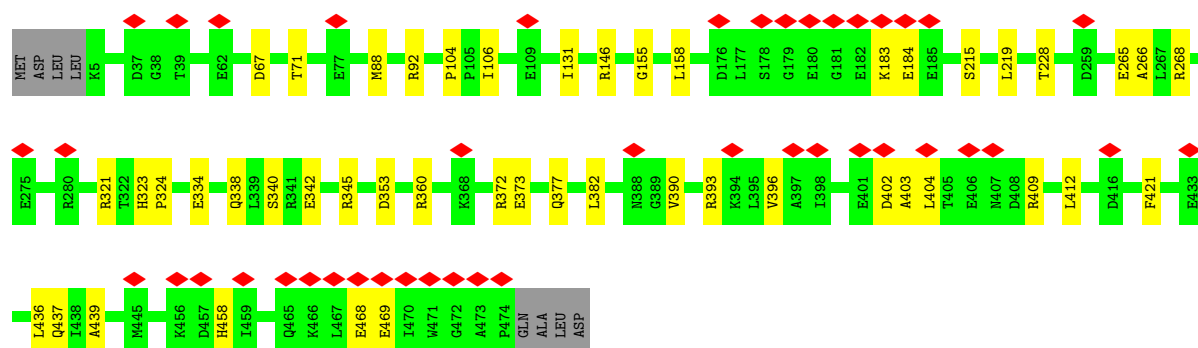 MET ASP LEU LEU K5 D37 G38 T39 E62 D67 T71 E77 M88 R92 P104 P105 I106 E109 I131 R146 G155 L158 D176 L177 S178 G179 E180 G181 E182 K183 E184 E185 S215 L219 T228 D259 E265 A266 L267 R268
E275 R280 R321 T322 H323 P324 E334 Q338 L339 S340 R341 E342 R345 D353 R360 K368 R372 E373 Q377 L382 N388 G389 V390 R393 K394 L395 V396 A397 I398 E401 D402 A403 L404 T405 E406 N407 D408 R409 L412 D416 F421 E433
L436 Q437 I438 A439 M445 K456 D457 H458 I459 Q465 K466 L467 E468 E469 I470 W471 G472 A473 P474 GLN ALA LEU ASP